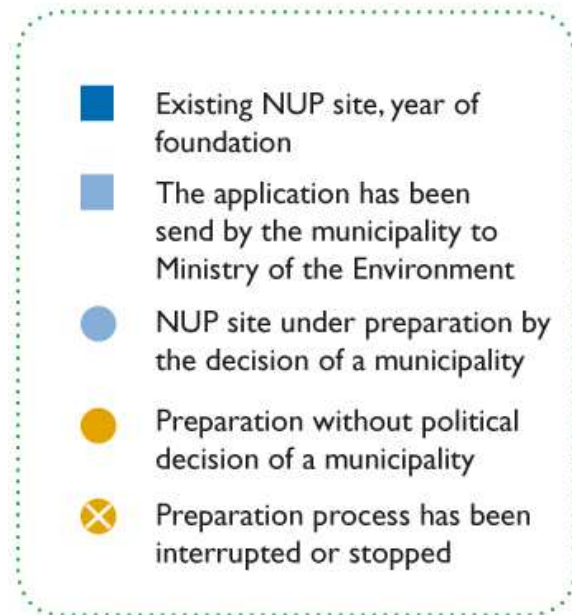 Existing NUP site, year of
foundation
The application has been
send by the municipality to
Ministry of the Environment
NUP site under preparation by
the decision of a municipality
Preparation without political
decision of a municipality
Preparation process has been
interrupted or stopped